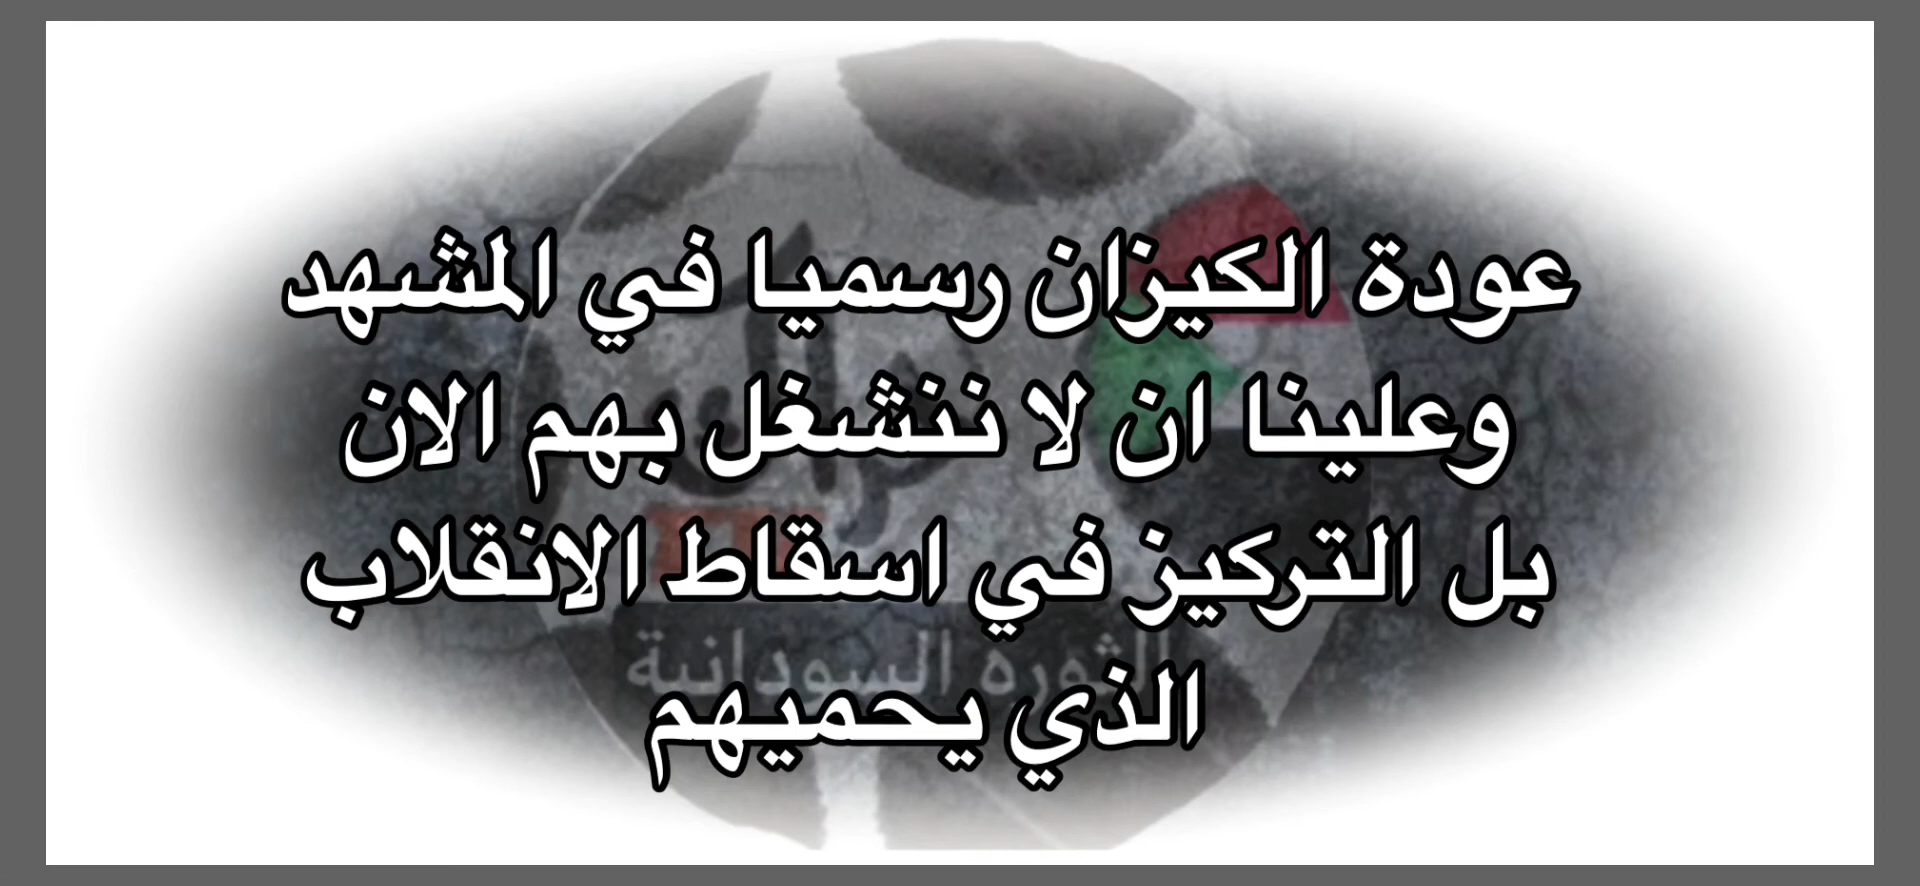 عودة الكيزان رسميا في المشهد
وعلينا ان لا ننشغل بهم الان
بل التركيز في اسقاط الانقلاب
الثورة السودانية
الذي يحميهم